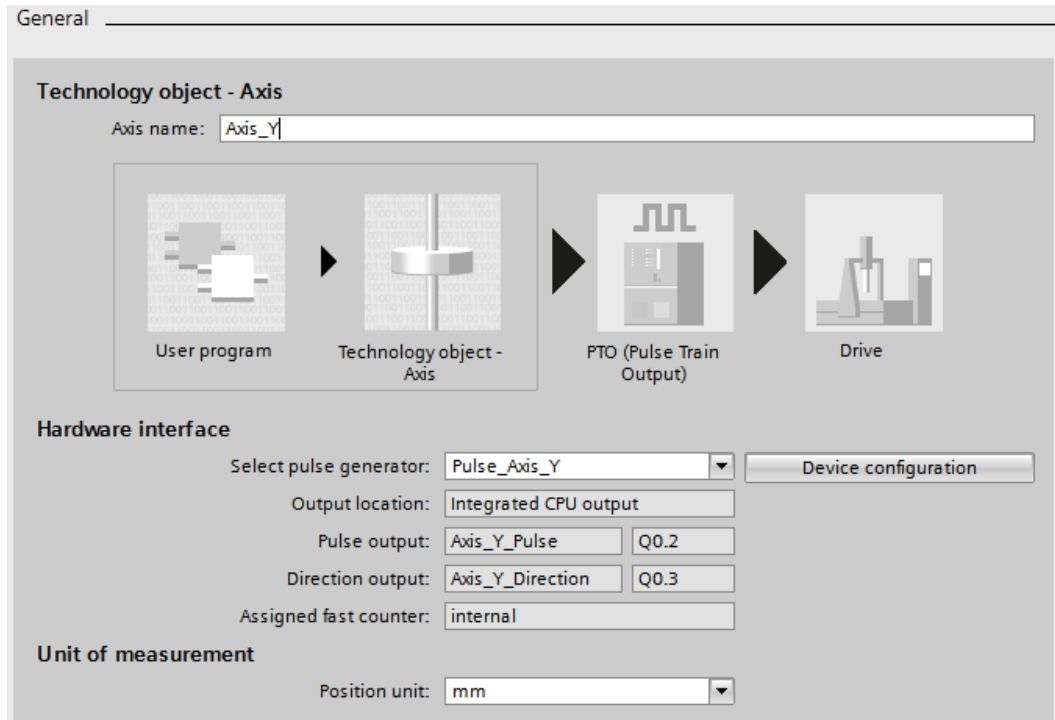 General
Technology object - Axis
Axis name: Axis_Y
User program
Technology object -
Axis
PTO (Pulse Train
Output)
Drive
Hardware interface
Select pulse generator: Pulse_Axis_Y Device configuration
Output location: Integrated CPU output
Pulse output: Axis_Y_Pulse Q0.2
Direction output: Axis_Y_Direction Q0.3
Assigned fast counter: internal
Unit of measurement
Position unit: mm